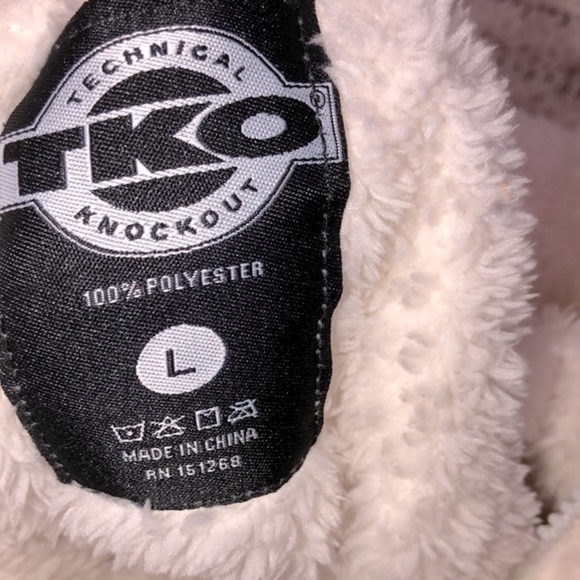 TECHNICAL
TKO®
KNOCKOUT
100% POLYESTER
L
MADE IN CHINA
RN 151268